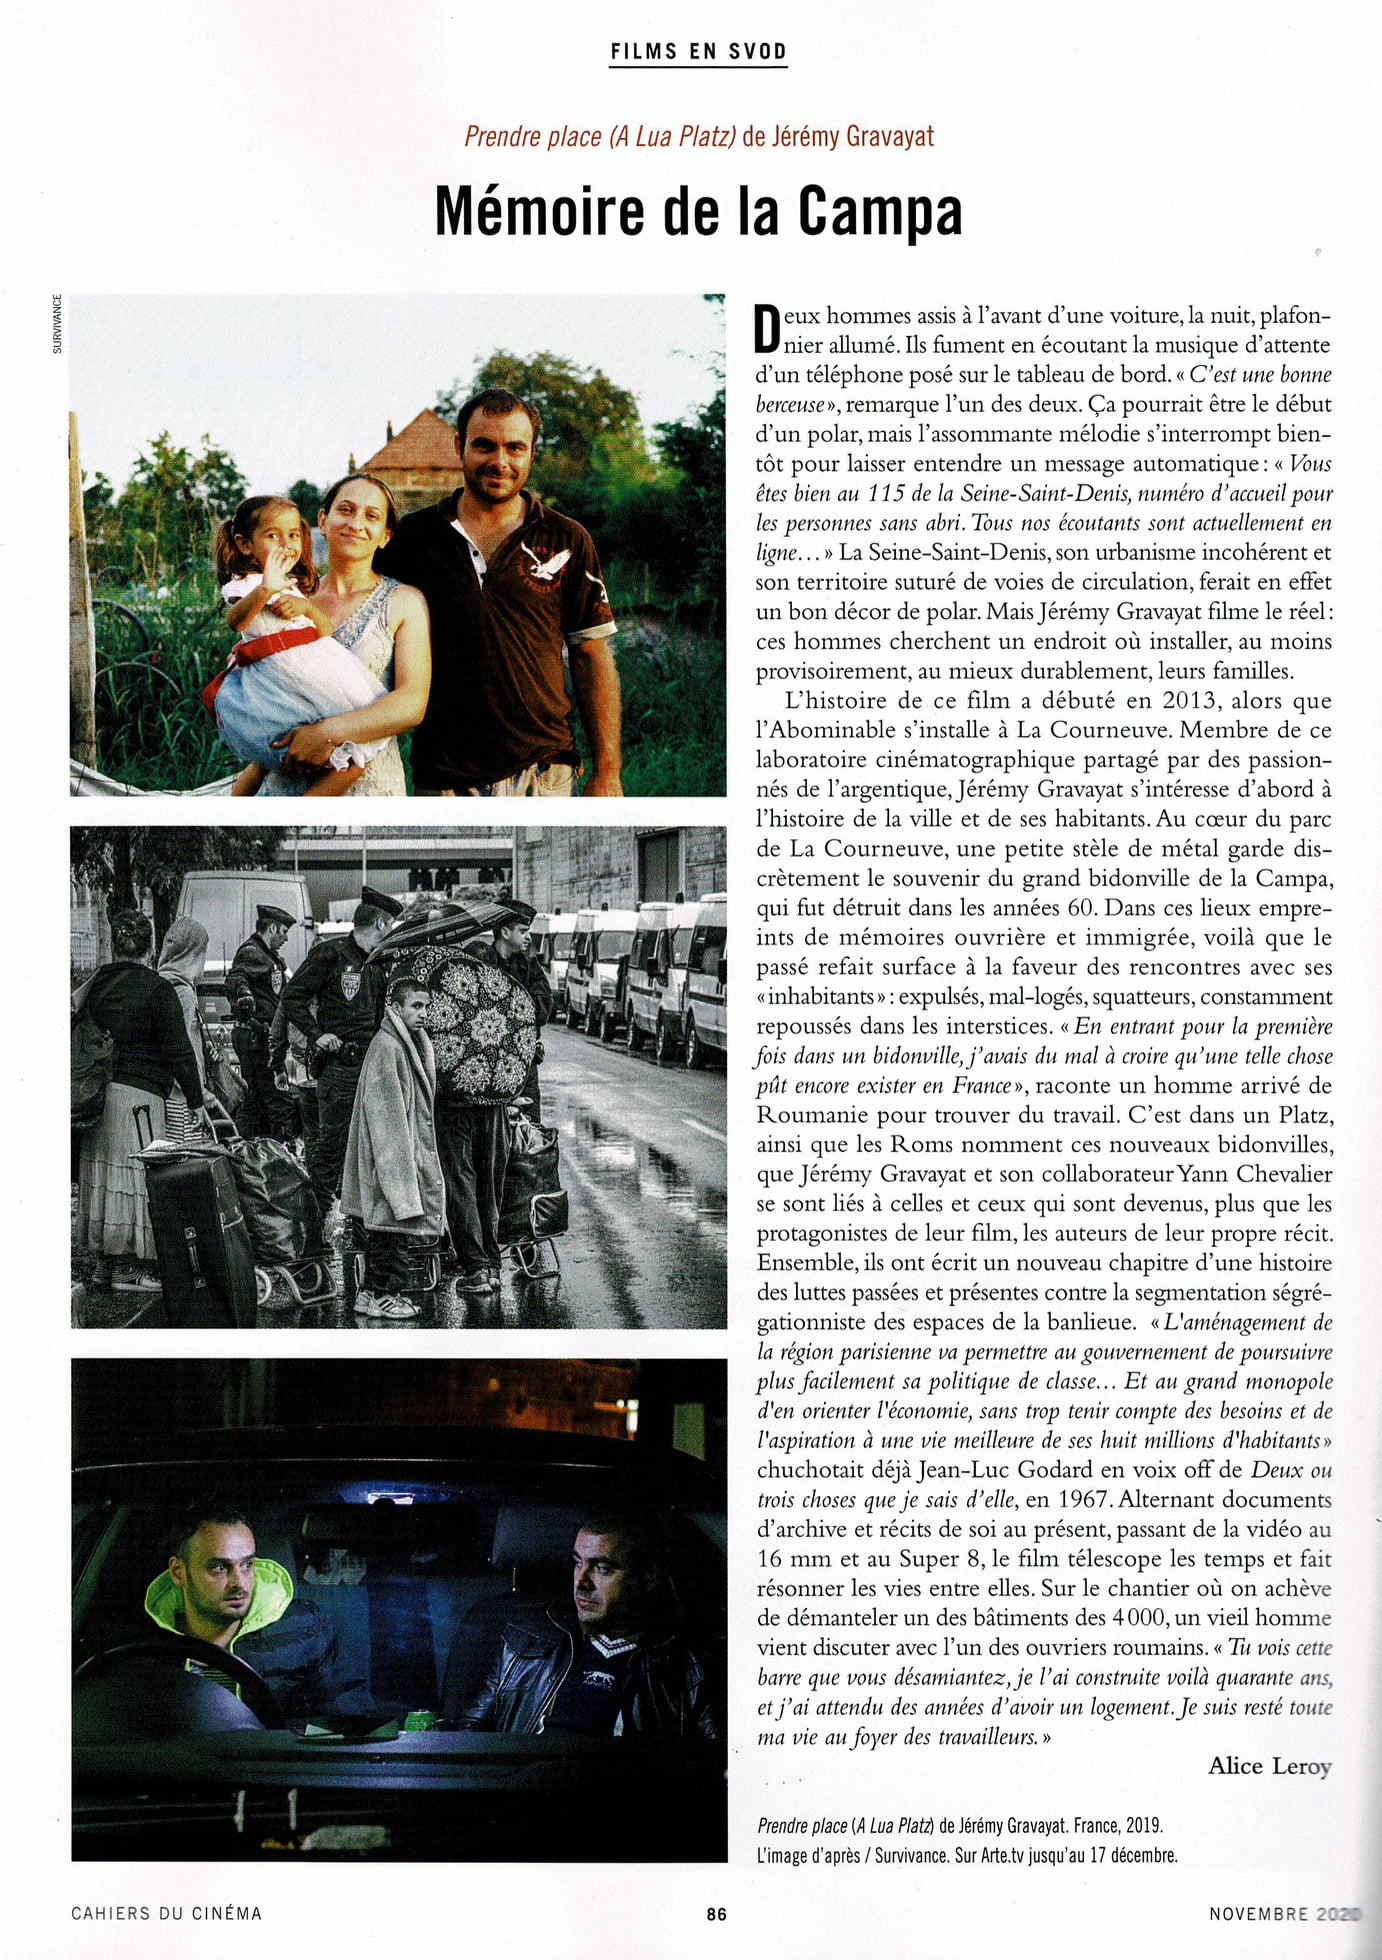 FILMS EN SVOD
Prendre place (A Lua Platz) de Jérémy Gravayat
Mémoire de la Campa
SURVIVANCE
Deux hommes assis à l’avant d’une voiture, la nuit, plafon-
nier allumé. Ils fument en écoutant la musique d’attente
d’un téléphone posé sur le tableau de bord. « C’est une bonne
berceuse », remarque l’un des deux. Ça pourrait être le début
d’un polar, mais l’assommante mélodie s’interrompt bien-
tôt pour laisser entendre un message automatique : « Vous
êtes bien au 115 de la Seine-Saint-Denis, numéro d’accueil pour
les personnes sans abri. Tous nos écoutants sont actuellement en
ligne… » La Seine-Saint-Denis, son urbanisme incohérent et
son territoire suturé de voies de circulation, ferait en effet
un bon décor de polar. Mais Jérémy Gravayat filme le réel :
ces hommes cherchent un endroit où installer, au moins
provisoirement, au mieux durablement, leurs familles.
L’histoire de ce film a débuté en 2013, alors que
l’Abominable s’installe à La Courneuve. Membre de ce
laboratoire cinématographique partagé par des passion-
nés de l’argentique, Jérémy Gravayat s’intéresse d’abord à
l’histoire de la ville et de ses habitants. Au cœur du parc
de La Courneuve, une petite stèle de métal garde dis-
crètement le souvenir du grand bidonville de la Campa,
qui fut détruit dans les années 60. Dans ces lieux empre-
ints de mémoires ouvrière et immigrée, voilà que le
passé refait surface à la faveur des rencontres avec ses
« inhabitants » : expulsés, mal-logés, squatteurs, constamment
repoussés dans les interstices. « En entrant pour la première
fois dans un bidonville, j’avais du mal à croire qu’une telle chose
pût encore exister en France », raconte un homme arrivé de
Roumanie pour trouver du travail. C’est dans un Platz,
ainsi que les Roms nomment ces nouveaux bidonvilles,
que Jérémy Gravayat et son collaborateur Yann Chevalier
se sont liés à celles et ceux qui sont devenus, plus que les
protagonistes de leur film, les auteurs de leur propre récit.
Ensemble, ils ont écrit un nouveau chapitre d’une histoire
des luttes passées et présentes contre la segmentation ségré-
gationniste des espaces de la banlieue. « L'aménagement de
la région parisienne va permettre au gouvernement de poursuivre
plus facilement sa politique de classe… Et au grand monopole
d'en orienter l'économie, sans trop tenir compte des besoins et de
l'aspiration à une vie meilleure de ses huit millions d'habitants »
chuchotait déjà Jean-Luc Godard en voix off de Deux ou
trois choses que je sais d’elle, en 1967. Alternant documents
d’archive et récits de soi au présent, passant de la vidéo au
16 mm et au Super 8, le film télescope les temps et fait
résonner les vies entre elles. Sur le chantier où on achève
de démanteler un des bâtiments des 4 000, un vieil homme
vient discuter avec l’un des ouvriers roumains. « Tu vois cette
barre que vous désamiantez, je l’ai construite voilà quarante ans,
et j’ai attendu des années d’avoir un logement. Je suis resté toute
ma vie au foyer des travailleurs. »
Alice Leroy
Prendre place (A Lua Platz) de Jérémy Gravayat. France, 2019.
L’image d’après / Survivance. Sur Arte.tv jusqu’au 17 décembre.
CAHIERS DU CINÉMA
86
NOVEMBRE 2020